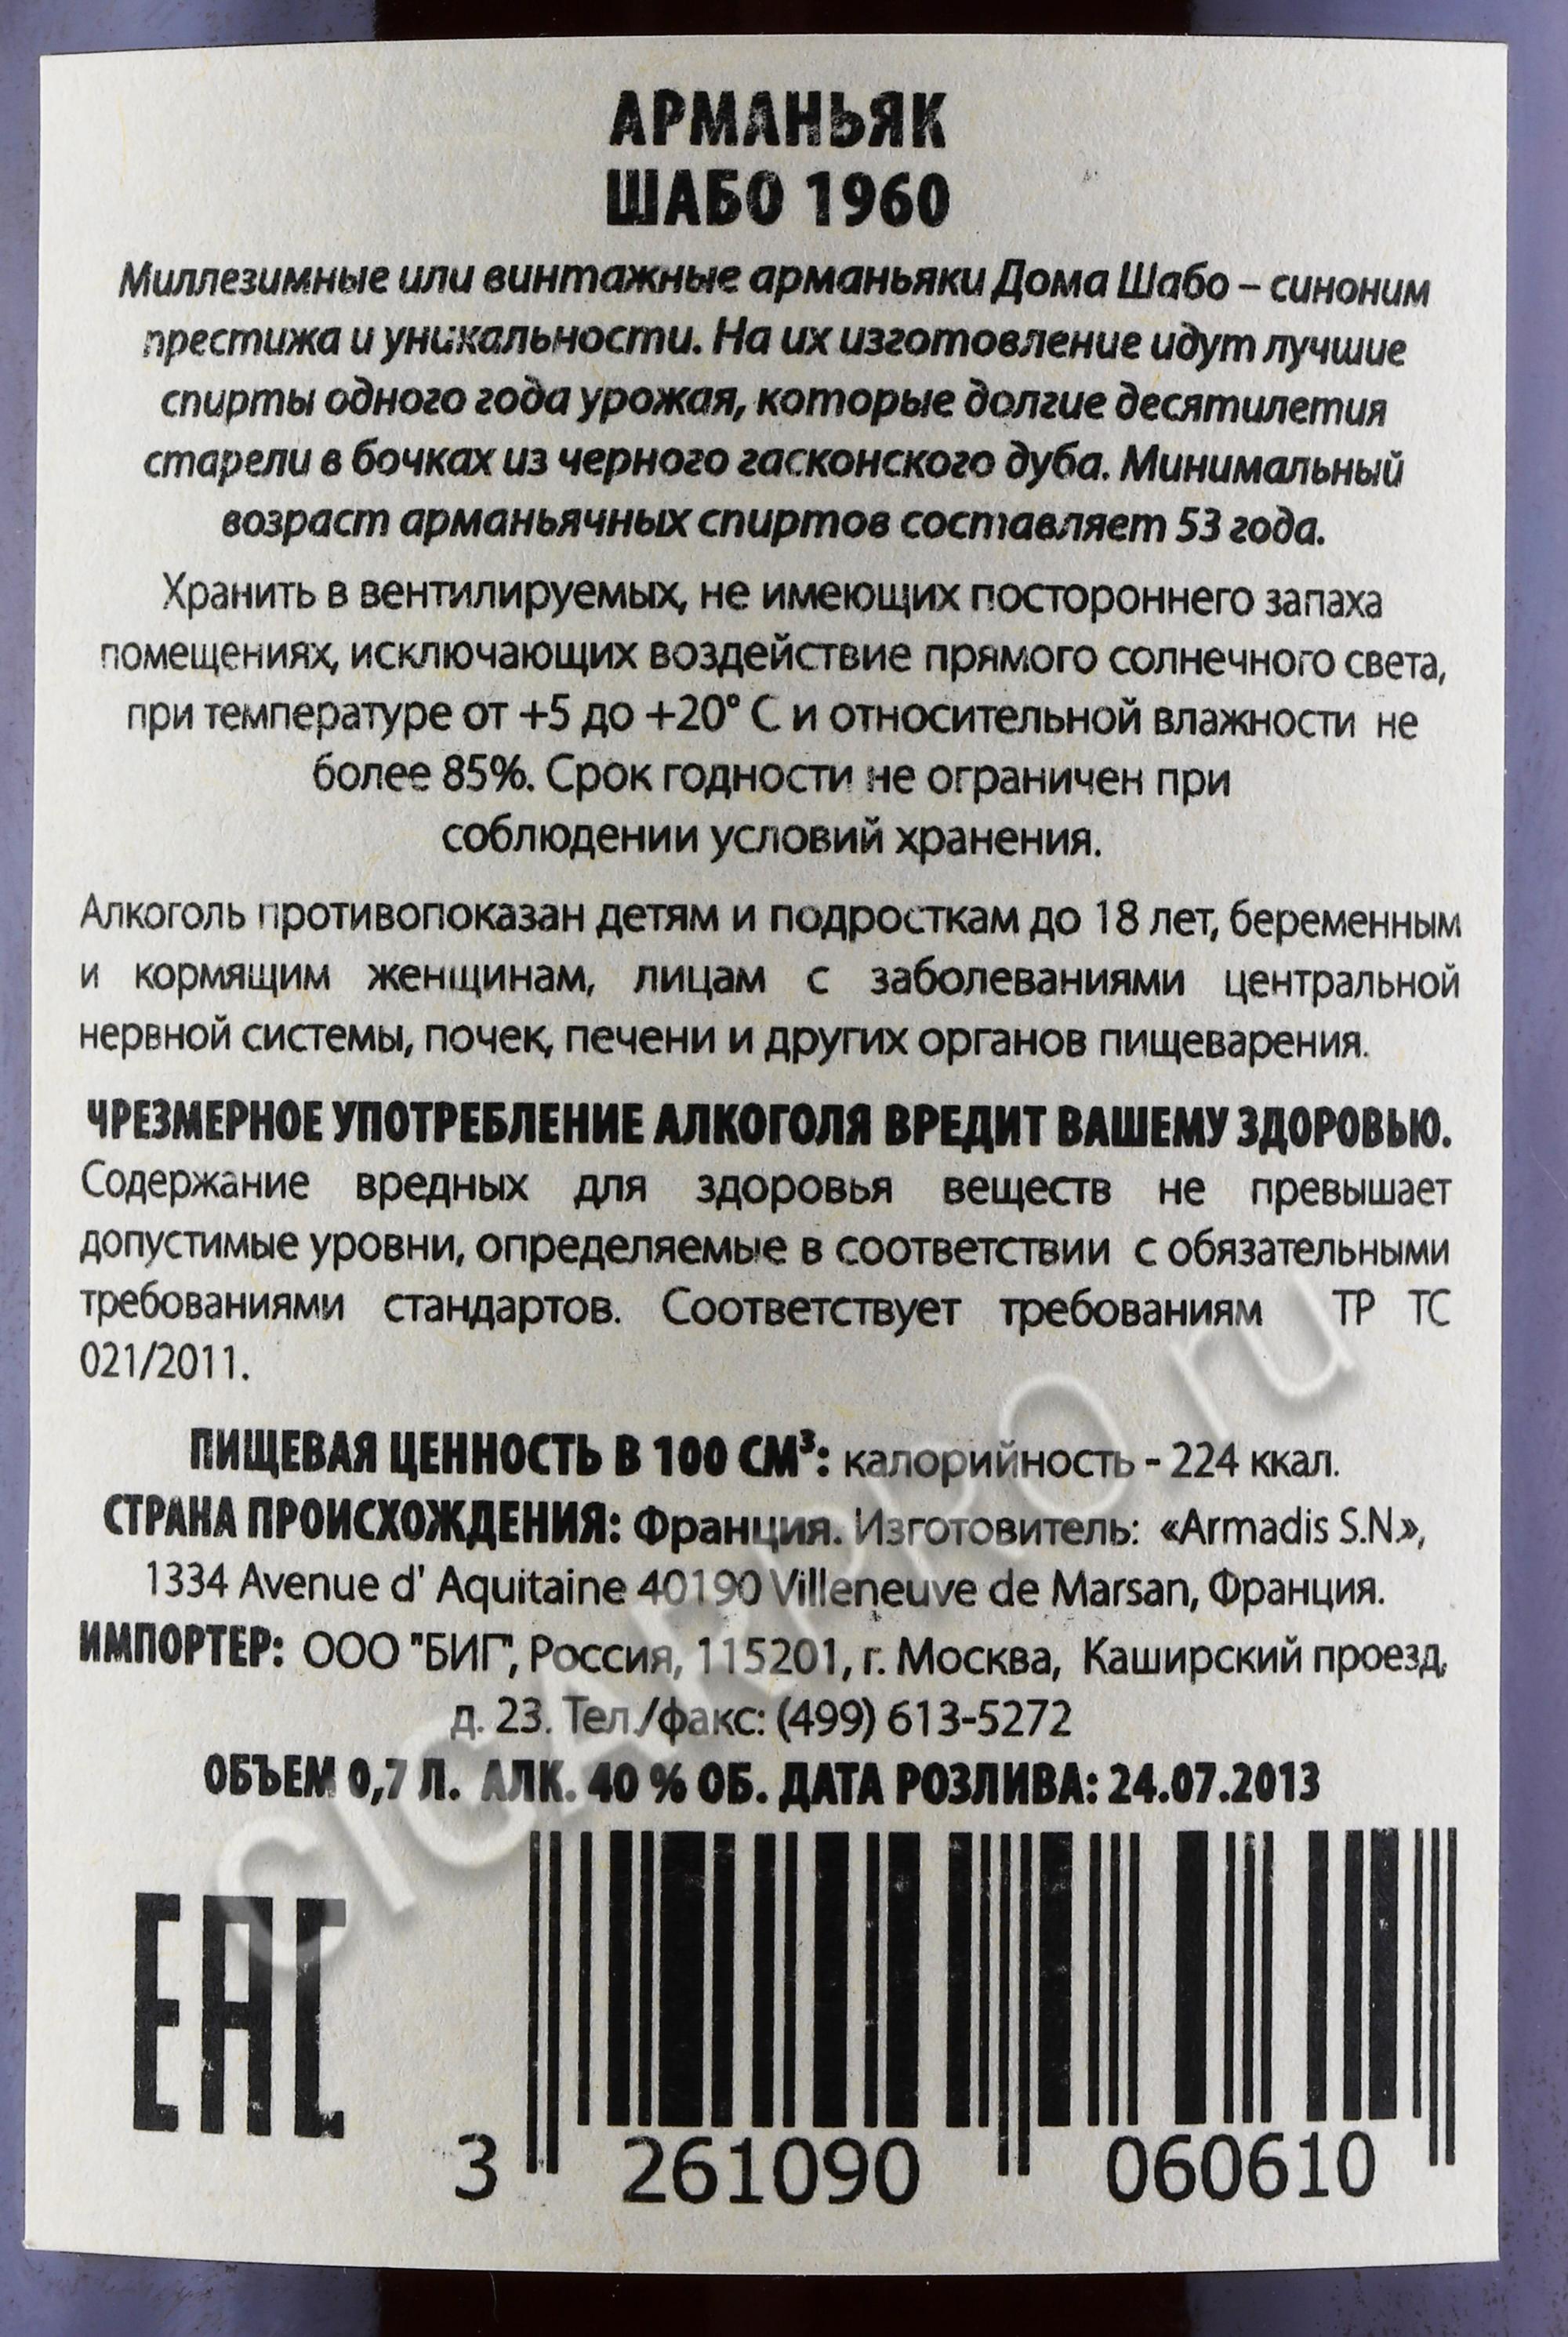 АРМАНЬЯК
ШАБО 1960
Миллезимные или винтажные арманьяки Дома Шабо – синоним
престижа и уникальности. На их изготовление идут лучшие
спирты одного года урожая, которые долгие десятилетия
старели в бочках из черного гасконского дуба. Минимальный
возраст арманьячных спиртов составляет 53 года.
Хранить в вентилируемых, не имеющих постороннего запаха
помещениях, исключающих воздействие прямого солнечного света,
при температуре от +5 до +20° С и относительной влажности не
более 85%. Срок годности не ограничен при
соблюдении условий хранения.
Алкоголь противопоказан детям и подросткам до 18 лет, беременным
и кормящим женщинам, лицам с заболеваниями центральной
нервной системы, почек, печени и других органов пищеварения.
ЧРЕЗМЕРНОЕ УПОТРЕБЛЕНИЕ АЛКОГОЛЯ ВРЕДИТ ВАШЕМУ ЗДОРОВЬЮ.
Содержание вредных для здоровья веществ не превышает
допустимые уровни, определяемые в соответствии с обязательными
требованиями стандартов. Соответствует требованиям ТР ТС
021/2011.
ПИЩЕВАЯ ЦЕННОСТЬ В 100 СМ³: калорийность - 224 ккал.
СТРАНА ПРОИСХОЖДЕНИЯ: Франция. Изготовитель: «Armadis S.N.»,
1334 Avenue d' Aquitaine 40190 Villeneuve de Marsan, Франция.
ИМПОРТЕР: ООО "БИГ", Россия, 115201, г. Москва, Каширский проезд,
д. 23. Тел./факс: (499) 613-5272
ОБЪЕМ 0,7 Л. АЛК. 40 % ОБ. ДАТА РОЗЛИВА: 24.07.2013
EAC
3 261090 060610
cigarpro.ru